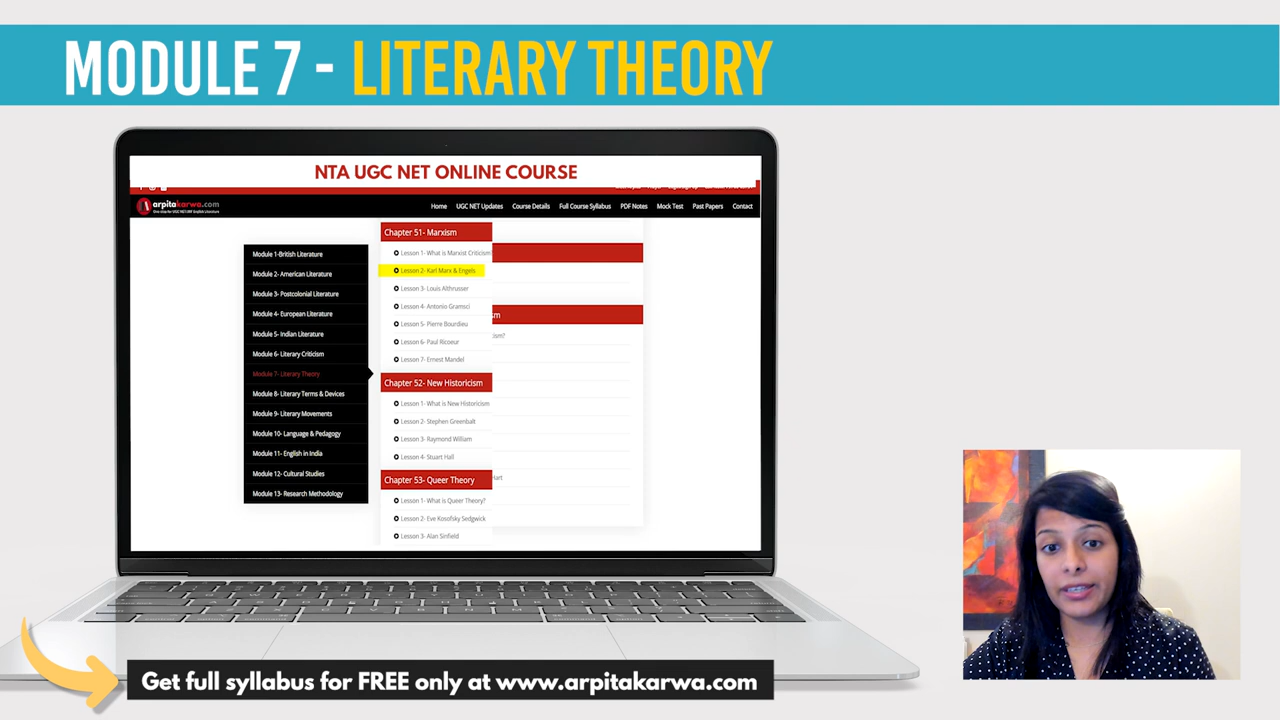 MODULE 7 - LITERARY THEORY
NTA UGC NET ONLINE COURSE
arpitakarwa.com
Home UGC NET Updates Course Details Full Course Syllabus PDF Notes Mock Test Past Papers Contact
Module 1-British Literature
Module 2- American Literature
Module 3- Postcolonial Literature
Module 4- European Literature
Module 5- Indian Literature
Module 6- Literary Criticism
Module 7- Literary Theory
Module 8- Literary Terms & Devices
Module 9- Literary Movements
Module 10- Language & Pedagogy
Module 11- English in India
Module 12- Cultural Studies
Module 13- Research Methodology
Chapter 51- Marxism
Lesson 1- What is Marxist Criticism?
Lesson 2- Karl Marx & Engels
Lesson 3- Louis Althrusser
Lesson 4- Antonio Gramsci
Lesson 5- Pierre Bourdieu
Lesson 6- Paul Ricoeur
Lesson 7- Ernest Mandel
Chapter 52- New Historicism
Lesson 1- What is New Historicism
Lesson 2- Stephen Greenbalt
Lesson 3- Raymond William
Lesson 4- Stuart Hall
Chapter 53- Queer Theory
Lesson 1- What is Queer Theory?
Lesson 2- Eve Kosofsky Sedgwick
Lesson 3- Alan Sinfield
sm
ism?
Hart
Get full syllabus for FREE only at www.arpitakarwa.com